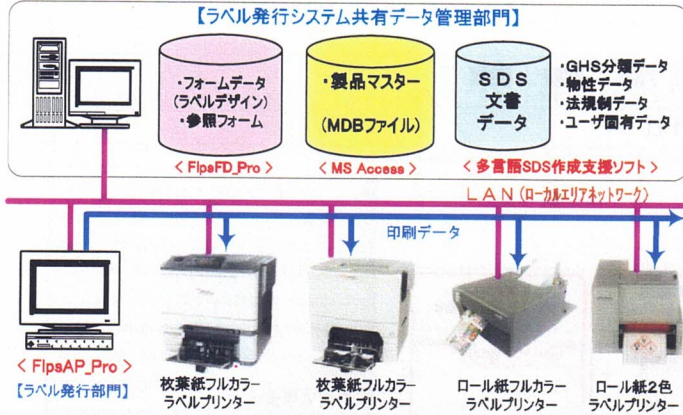 【ラベル発行システム共有データ管理部門】
・フォームデータ
(ラベルデザイン)
・参照フォーム
・製品マスター
(MDBファイル)
SDS
文書
データ
・GHS分類データ
・物性データ
・法規制データ
・ユーザ固有データ
< FlpsFD_Pro >
< MS Access >
< 多言語SDS作成支援ソフト >
LAN(ローカルエリアネットワーク)
印刷データ
< FlpsAP_Pro >
【ラベル発行部門】
枚葉紙フルカラー
ラベルプリンター
枚葉紙フルカラー
ラベルプリンター
ロール紙フルカラー
ラベルプリンター
ロール紙2色
ラベルプリンター